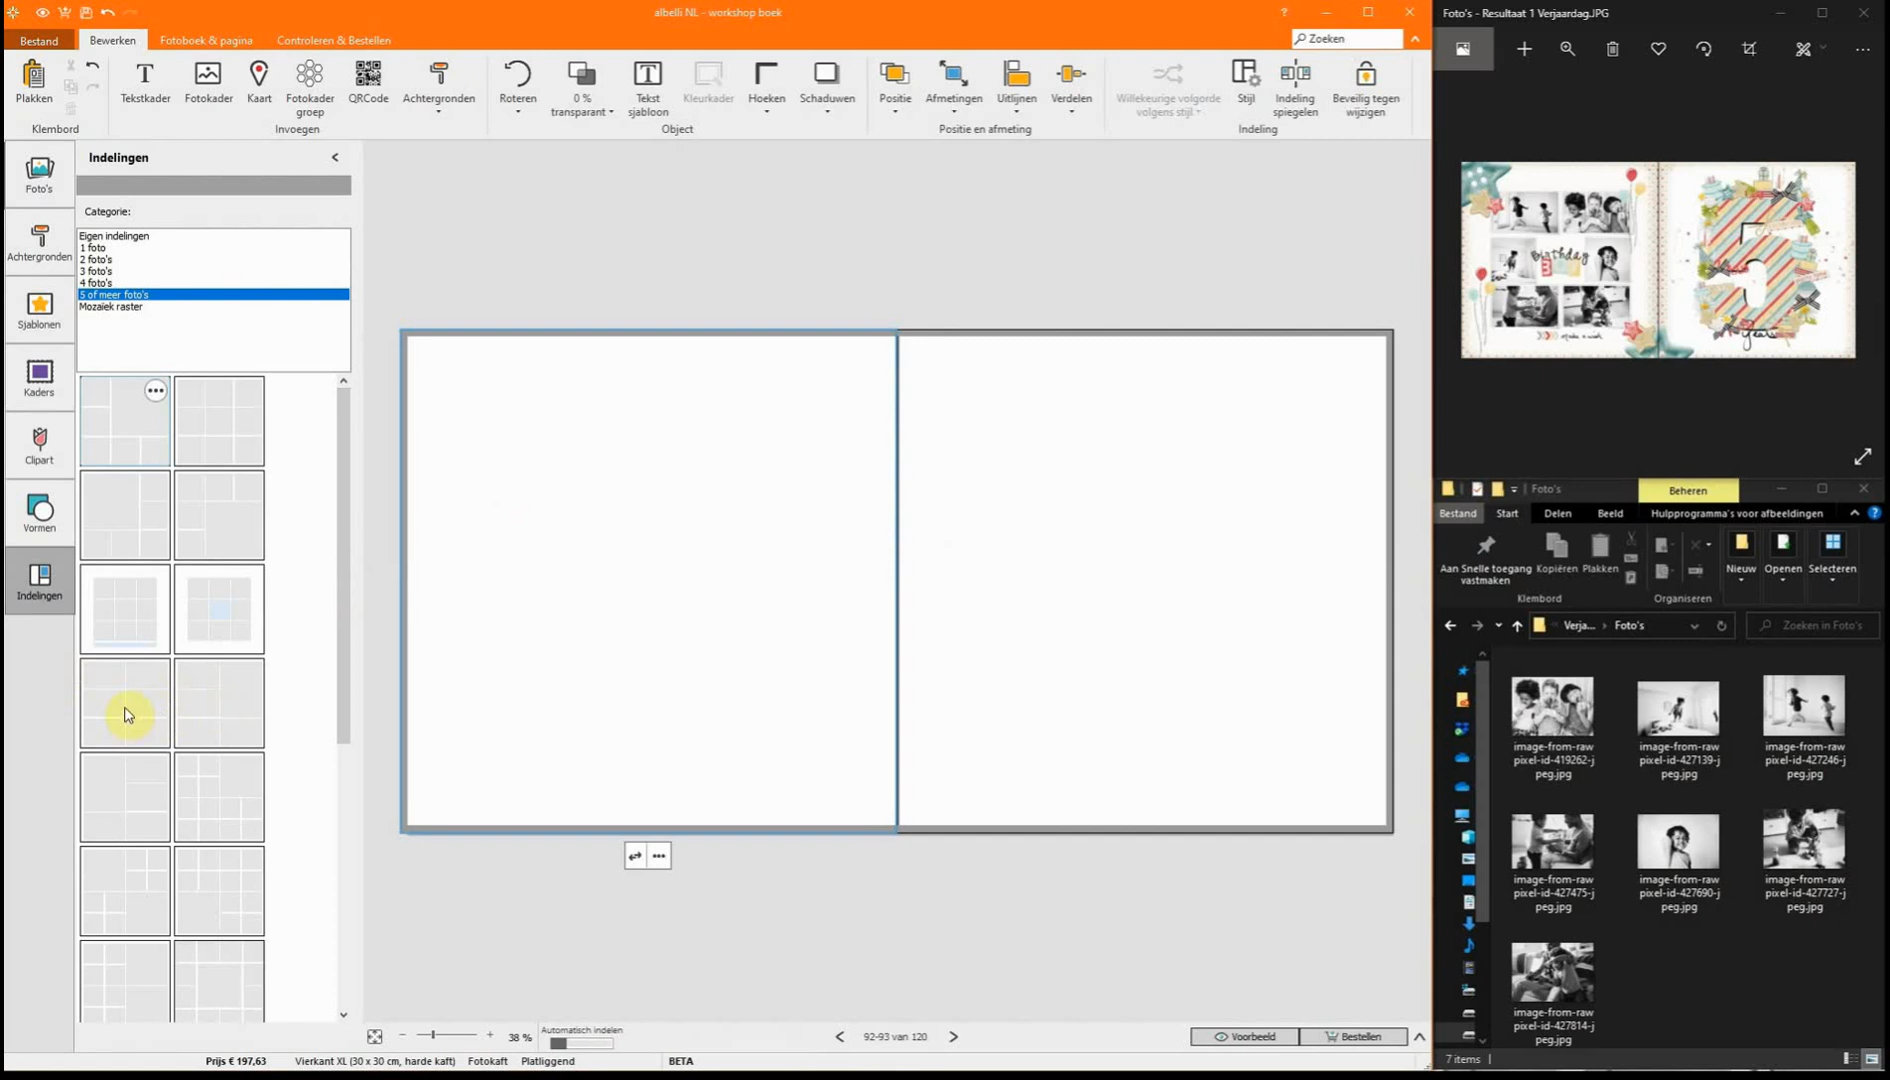 albelli NL - workshop boek
?
Bestand
Bewerken
Fotoboek & pagina
Controleren & Bestellen
Zoeken
Plakken
Klembord
Tekstkader
Fotokader
Kaart
Fotokader groep
QRCode
Achtergronden
Invoegen
Roteren
0 % transparant
Tekst sjabloon
Kleurkader
Hoeken
Schaduwen
Object
Positie
Afmetingen
Uitlijnen
Verdelen
Positie en afmeting
Willekeurige volgorde volgens stijl
Stijl
Indeling spiegelen
Beveilig tegen wijzigen
Indeling
Foto's
Achtergronden
Sjablonen
Kaders
Clipart
Vormen
Indelingen
Indelingen
Categorie:
Eigen indelingen
1 foto
2 foto's
3 foto's
4 foto's
5 of meer foto's
Mozaïek raster
38 %
Automatisch indelen
92-93 van 120
Voorbeeld
Bestellen
Prijs € 197,63
Vierkant XL (30 x 30 cm, harde kaft)
Fotokaft
Platliggend
BETA
Foto's - Resultaat 1 Verjaardag.JPG
Birthday
5
Foto's
Beheren
Bestand
Start
Delen
Beeld
Hulpprogramma's voor afbeeldingen
Aan Snelle toegang vastmaken
Kopiëren
Plakken
Klembord
Organiseren
Nieuw
Openen
Selecteren
Verja...
Foto's
Zoeken in Foto's
image-from-raw
pixel-id-419262-j
peg.jpg
image-from-raw
pixel-id-427139-j
peg.jpg
image-from-raw
pixel-id-427246-j
peg.jpg
image-from-raw
pixel-id-427475-j
peg.jpg
image-from-raw
pixel-id-427690-j
peg.jpg
image-from-raw
pixel-id-427727-j
peg.jpg
image-from-raw
pixel-id-427814-j
peg.jpg
7 items